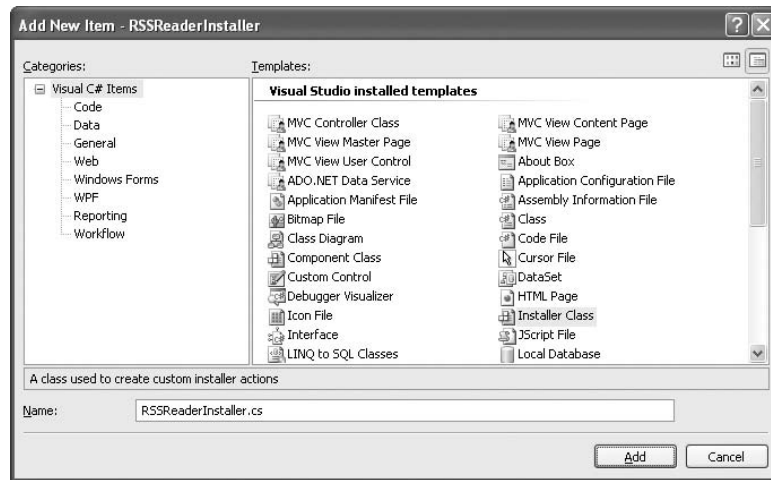 Add New Item - RSSReaderInstaller
Categories:
Templates:
Visual C# Items
Code
Data
General
Web
Windows Forms
WPF
Reporting
Workflow
Visual Studio installed templates
MVC Controller Class
MVC View Content Page
MVC View Master Page
MVC View Page
MVC View User Control
About Box
ADO.NET Data Service
Application Configuration File
Application Manifest File
Assembly Information File
Bitmap File
Class
Class Diagram
Code File
Component Class
Cursor File
Custom Control
DataSet
Debugger Visualizer
HTML Page
Icon File
Installer Class
Interface
JScript File
LINQ to SQL Classes
Local Database
A class used to create custom installer actions
Name:
RSSReaderInstaller.cs
Add
Cancel